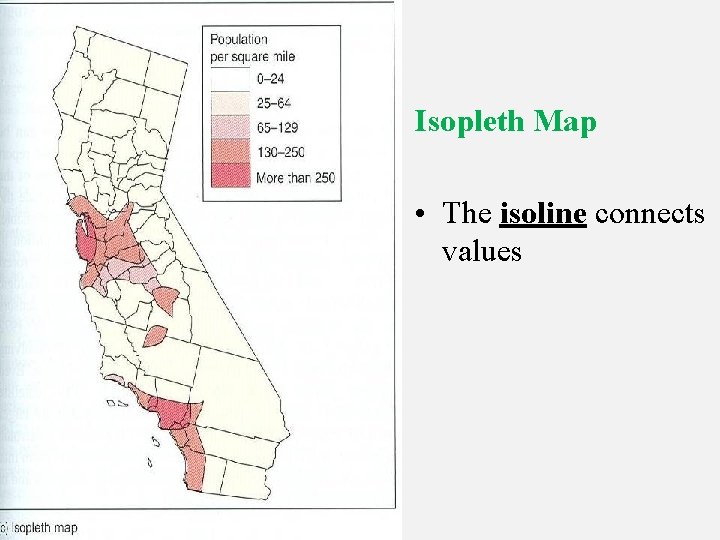 Population
per square mile
0–24
25–64
65–129
130–250
More than 250
Isopleth Map
• The isoline connects
values
c) Isopleth map